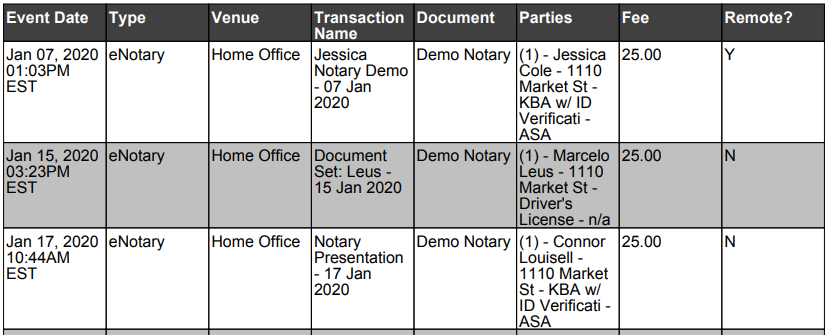 Event Date Type Venue Transaction Name Document Parties Fee Remote?
Jan 07, 2020
01:03PM
EST
eNotary
Home Office
Jessica
Notary Demo
- 07 Jan
2020
Demo Notary
(1) - Jessica
Cole - 1110
Market St -
KBA w/ ID
Verificati -
ASA
25.00
Y
Jan 15, 2020
03:23PM
EST
eNotary
Home Office
Document
Set: Leus -
15 Jan 2020
Demo Notary
(1) - Marcelo
Leus - 1110
Market St -
Driver's
License - n/a
25.00
N
Jan 17, 2020
10:44AM
EST
eNotary
Home Office
Notary
Presentation
- 17 Jan
2020
Demo Notary
(1) - Connor
Louisell -
1110 Market
St - KBA w/
ID Verificati -
ASA
25.00
N